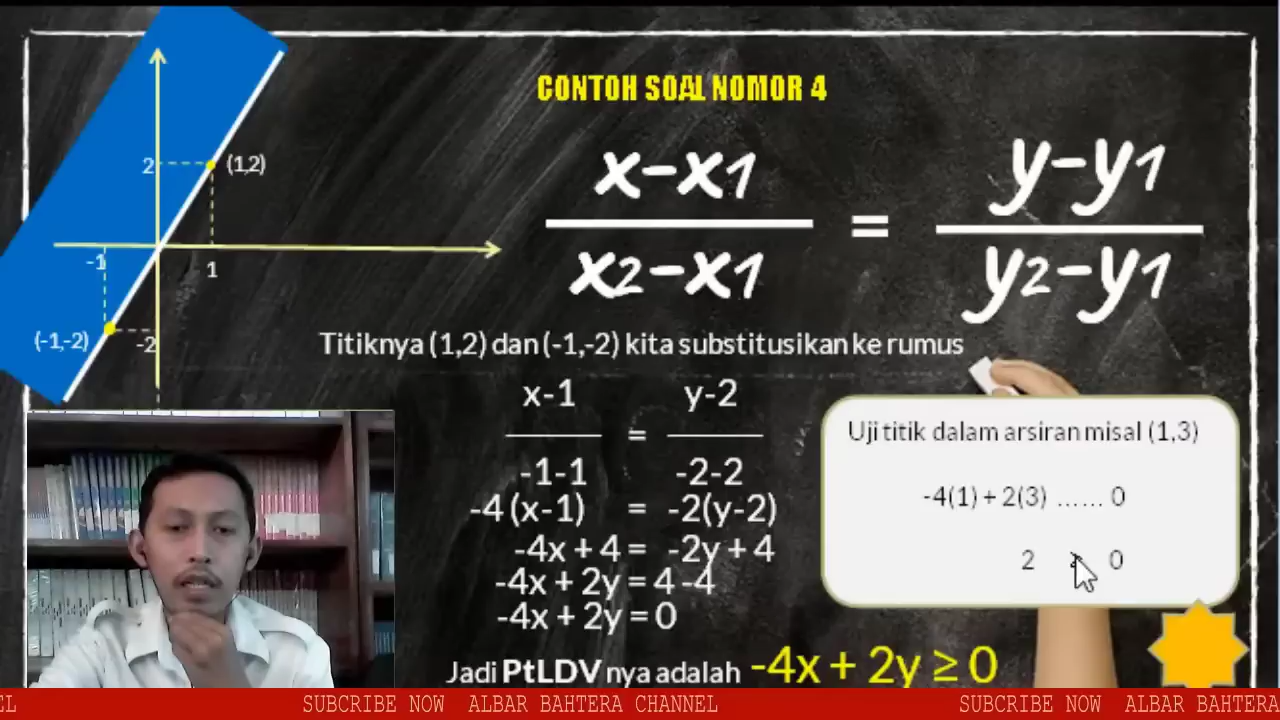 CONTOH SOAL NOMOR 4
2
(1,2)
-1
1
(-1,-2)
-2
x-x1
y-y1
=
x2-x1
y2-y1
Titiknya (1,2) dan (-1,-2) kita substitusikan ke rumus
x-1 y-2
=
-1-1 -2-2
-4 (x-1) = -2(y-2)
-4x + 4 = -2y + 4
-4x + 2y = 4 -4
-4x + 2y = 0
Jadi PtLDV nya adalah -4x + 2y ≥ 0
Uji titik dalam arsiran misal (1,3)
-4(1) + 2(3) ...... 0
2 0
EL SUBCRIBE NOW ALBAR BAHTERA CHANNEL SUBCRIBE NOW ALBAR BAHTERA